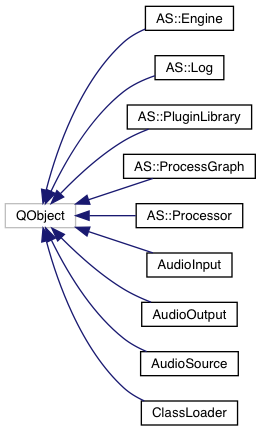 AS::Engine
AS::Log
AS::PluginLibrary
AS::ProcessGraph
QObject
AS::Processor
AudioInput
AudioOutput
AudioSource
ClassLoader